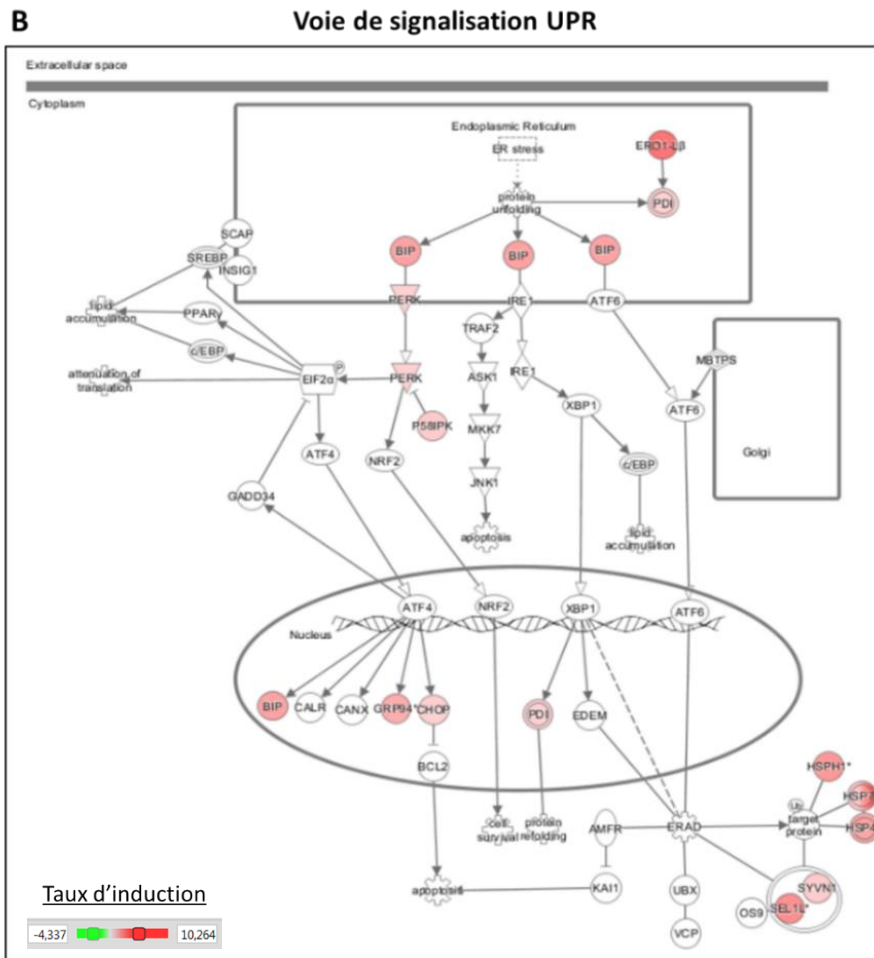 B
Voie de signalisation UPR
Extracellular space
Cytoplasm
Endoplasmic Reticulum
ER stress
ERO1-Lβ
protein
unfolding
PDI
SCAP
SREBP
INSIG1
BIP
BIP
BIP
PERK
IRE1
ATF6
lipid
accumulation
PPARγ
TRAF2
c/EBP
MBTPS
attenuation of
translation
EIF2α
P
PERK
ASK1
IRE1
XBP1
ATF6
P58IPK
MKK7
Golgi
ATF4
NRF2
c/EBP
GADD34
JNK1
apoptosis
lipid
accumulation
ATF4
NRF2
XBP1
ATF6
Nucleus
BIP
CALR
CANX
GRP94*
CHOP
PDI
EDEM
BCL2
HSPH1*
HSP7
Ub
target
protein
HSP4
cell
survival
protein
refolding
AMFR
ERAD
apoptosis
KAI1
UBX
SYVN1
OS9
SEL1L*
VCP
Taux d’induction
-4,337
10,264